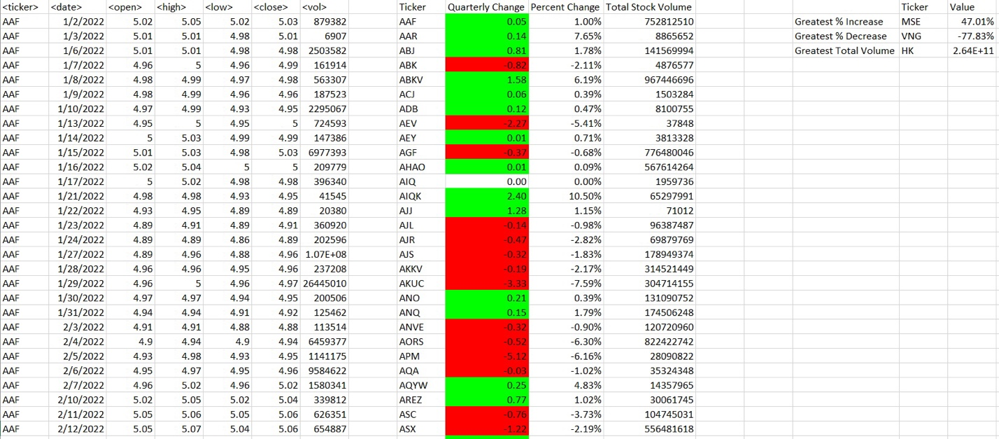 <ticker> <date> <open> <high> <low> <close> <vol> Ticker Quarterly Change Percent Change Total Stock Volume Ticker Value
AAF 1/2/2022 5.02 5.05 5.02 5.03 879382 AAF 0.05 1.00% 752812510 Greatest % Increase MSE 47.01%
AAF 1/3/2022 5.01 5.01 4.98 5.01 6907 AAR 0.14 7.65% 8865652 Greatest % Decrease VNG -77.83%
AAF 1/6/2022 5.01 5.01 4.98 4.98 2503582 ABJ 0.81 1.78% 141569994 Greatest Total Volume HK 2.64E+11
AAF 1/7/2022 4.96 5 4.96 4.99 161914 ABK -0.82 -2.11% 4876577
AAF 1/8/2022 4.98 4.99 4.97 4.98 563307 ABKV 1.58 6.19% 967446696
AAF 1/9/2022 4.98 4.99 4.96 4.96 187523 ACJ 0.06 0.39% 1503284
AAF 1/10/2022 4.97 4.99 4.93 4.95 2295067 ADB 0.12 0.47% 8100755
AAF 1/13/2022 4.95 5 4.95 5 724593 AEV -2.27 -5.41% 37848
AAF 1/14/2022 5 5.03 4.99 4.99 147386 AEY 0.01 0.71% 3813328
AAF 1/15/2022 5.01 5.03 4.98 5.03 6977393 AGF -0.37 -0.68% 776480046
AAF 1/16/2022 5.02 5.04 5 5 209779 AHAO 0.01 0.09% 567614264
AAF 1/17/2022 5 5.02 4.98 4.98 396340 AIQ 0.00 0.00% 1959736
AAF 1/21/2022 4.98 4.98 4.93 4.95 41545 AIQK 2.40 10.50% 65297991
AAF 1/22/2022 4.93 4.95 4.89 4.89 20380 AJJ 1.28 1.15% 71012
AAF 1/23/2022 4.89 4.91 4.89 4.91 360920 AJL -0.14 -0.98% 96387487
AAF 1/24/2022 4.89 4.89 4.86 4.89 202596 AJR -0.47 -2.82% 69879769
AAF 1/27/2022 4.89 4.96 4.88 4.96 1.07E+08 AJS -0.32 -1.83% 178949374
AAF 1/28/2022 4.96 4.96 4.95 4.96 237208 AKKV -0.19 -2.17% 314521449
AAF 1/29/2022 4.96 5 4.96 4.97 26445010 AKUC -3.33 -7.59% 304714155
AAF 1/30/2022 4.97 4.97 4.94 4.95 200506 ANO 0.21 0.39% 131090752
AAF 1/31/2022 4.94 4.94 4.91 4.92 125462 ANQ 0.15 1.79% 174506248
AAF 2/3/2022 4.91 4.91 4.88 4.88 113514 ANVE -0.32 -0.90% 120720960
AAF 2/4/2022 4.9 4.94 4.9 4.94 6459377 AORS -0.52 -6.30% 822422742
AAF 2/5/2022 4.93 4.98 4.93 4.95 1141175 APM -5.12 -6.16% 28090822
AAF 2/6/2022 4.95 4.97 4.95 4.96 9584622 AQA -0.03 -1.02% 35324348
AAF 2/7/2022 4.96 5.02 4.96 5.02 1580341 AQYW 0.25 4.83% 14357965
AAF 2/10/2022 5.02 5.05 5.02 5.04 339812 AREZ 0.77 1.02% 30061745
AAF 2/11/2022 5.05 5.06 5.05 5.06 626351 ASC -0.76 -3.73% 104745031
AAF 2/12/2022 5.05 5.07 5.04 5.06 654887 ASX -1.22 -2.19% 556481618